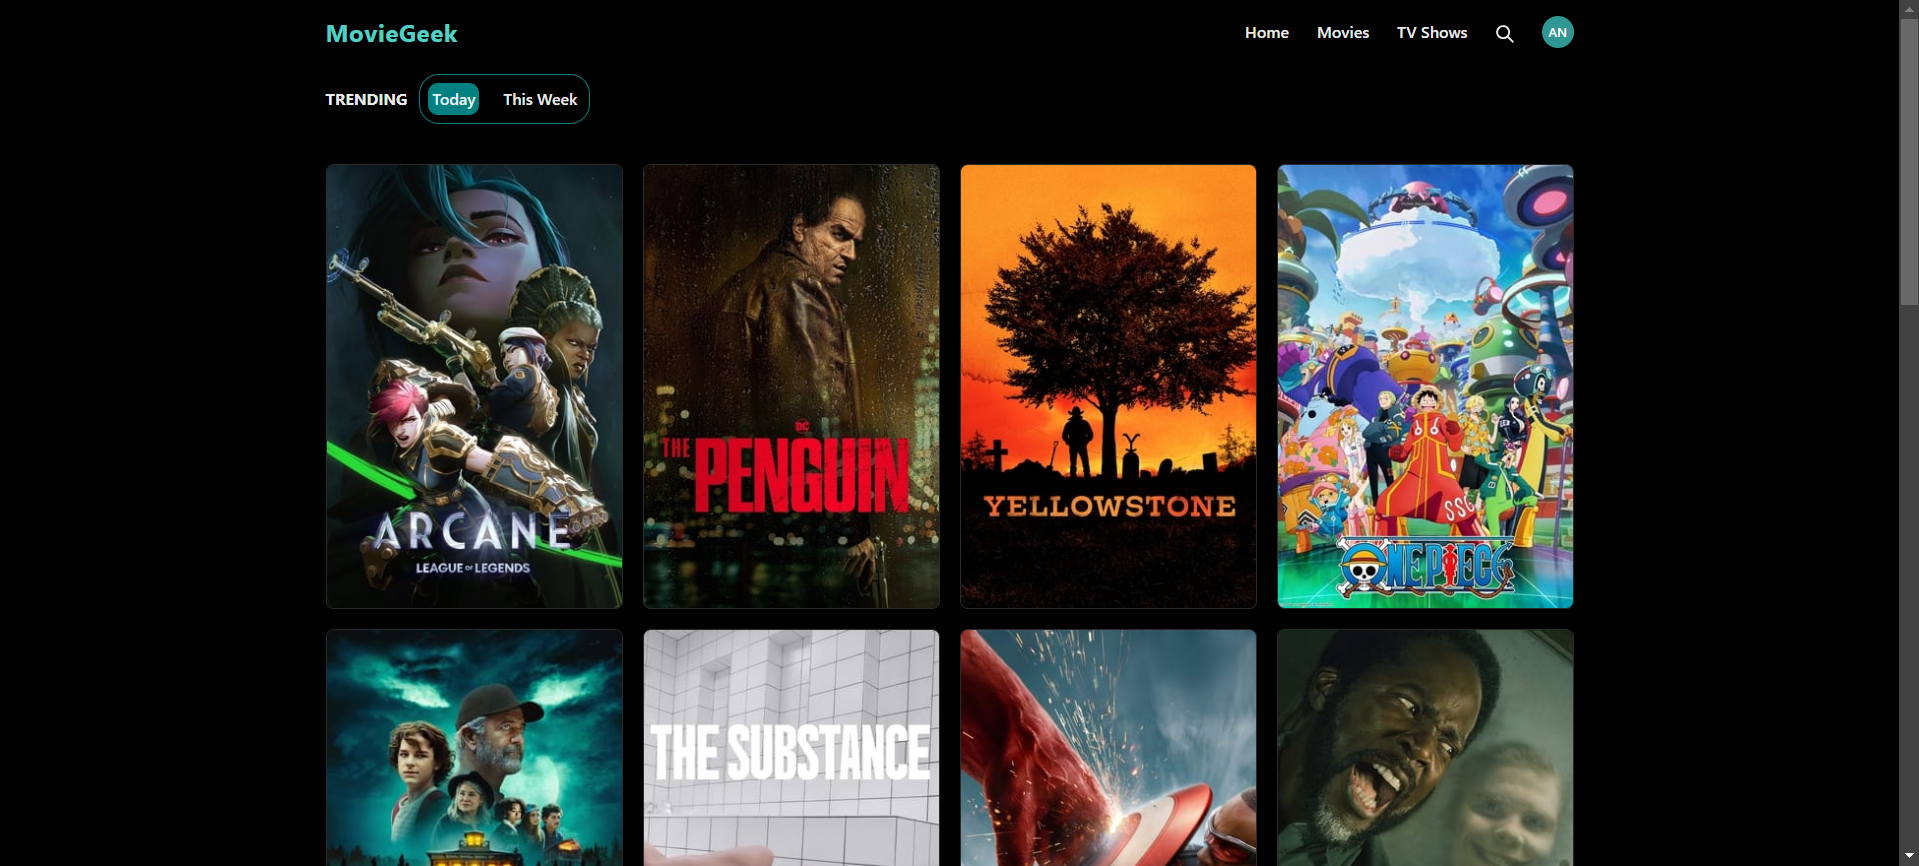 MovieGeek
Home
Movies
TV Shows
AN
TRENDING
Today
This Week
ARCANE
LEAGUE OF LEGENDS
DC
THE
PENGUIN
YELLOWSTONE
SSG
ONE PIECE
THE SUBSTANCE